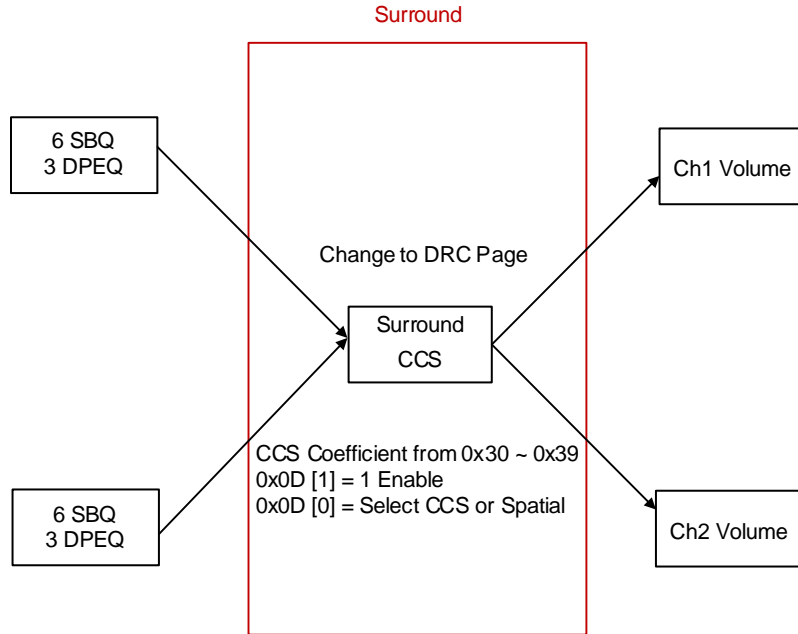 Surround
6 SBQ
3 DPEQ
Ch1 Volume
Change to DRC Page
Surround
CCS
CCS Coefficient from 0x30 ~ 0x39
0x0D [1] = 1 Enable
0x0D [0] = Select CCS or Spatial
6 SBQ
3 DPEQ
Ch2 Volume